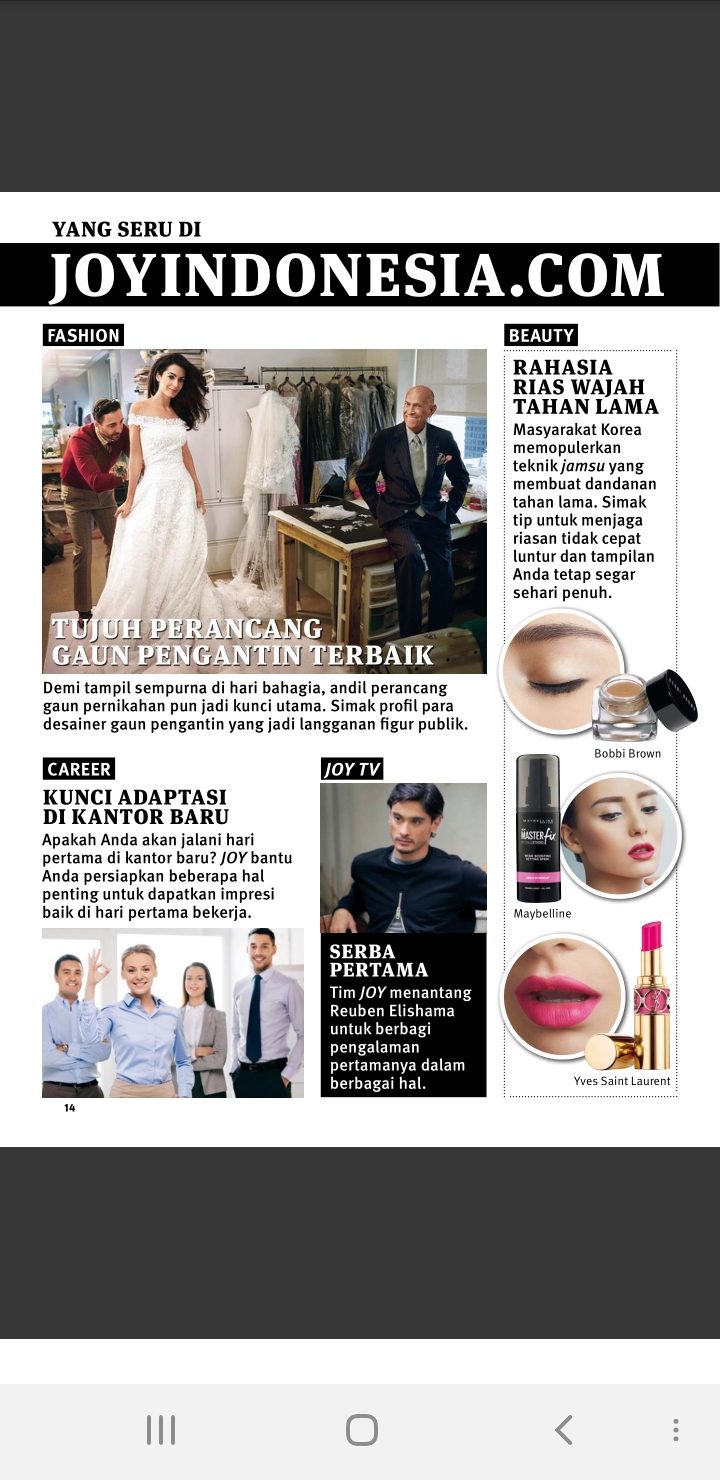 YANG SERU DI
JOYINDONESIA.COM
FASHION
TUJUH PERANCANG
GAUN PENGANTIN TERBAIK
Demi tampil sempurna di hari bahagia, andil perancang
gaun pernikahan pun jadi kunci utama. Simak profil para
desainer gaun pengantin yang jadi langganan figur publik.
CAREER
KUNCI ADAPTASI
DI KANTOR BARU
Apakah Anda akan jalani hari
pertama di kantor baru? JOY bantu
Anda persiapkan beberapa hal
penting untuk dapatkan impresi
baik di hari pertama bekerja.
JOY TV
SERBA
PERTAMA
Tim JOY menantang
Reuben Elishama
untuk berbagi
pengalaman
pertamanya dalam
berbagai hal.
BEAUTY
RAHASIA
RIAS WAJAH
TAHAN LAMA
Masyarakat Korea
memopulerkan
teknik jamsu yang
membuat dandanan
tahan lama. Simak
tip untuk menjaga
riasan tidak cepat
luntur dan tampilan
Anda tetap segar
sehari penuh.
Bobbi Brown
MAYBELLINE
MASTER fix
Maybelline
Yves Saint Laurent
14